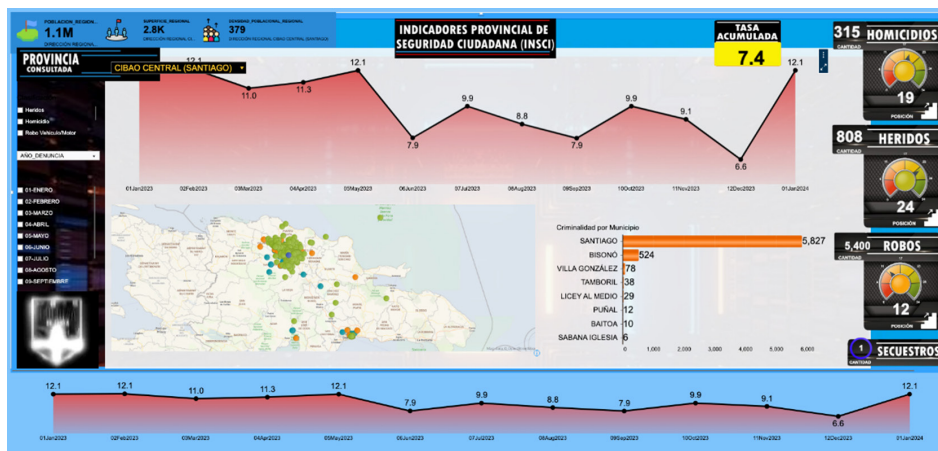 POBLACION_REGION...
1.1M
DIRECCIÓN REGIONAL...
SUPERFICIE_REGIONAL
2.8K
DIRECCIÓN REGIONAL CI...
DENSIDAD_POBLACIONAL_REGIONAL
379
DIRECCIÓN REGIONAL CIBAO CENTRAL (SANTIAGO)
INDICADORES PROVINCIAL DE
SEGURIDAD CIUDADANA (INSCI)
TASA
ACUMULADA
7.4
315 HOMICIDIOS
CANTIDAD
19
POSICIÓN
PROVINCIA
CONSULTADA
CIBAO CENTRAL (SANTIAGO)
Heridos
Homicidio
Robo Vehículo/Motor
AÑO_DENUNCIA
01-ENERO
02-FEBRERO
03-MARZO
04-ABRIL
05-MAYO
06-JUNIO
07-JULIO
08-AGOSTO
09-SEPTIEMBRE
12.1 11.0 11.3 12.1 7.9 9.9 8.8 7.9 9.9 9.1 6.6 12.1
01Jan2023 02Feb2023 03Mar2023 04Apr2023 05May2023 06Jun2023 07Jul2023 08Aug2023 09Sep2023 10Oct2023 11Nov2023 12Dec2023 01Jan2024
808 HERIDOS
CANTIDAD
24
POSICIÓN
5,400 ROBOS
CANTIDAD
12
POSICIÓN
1 SECUESTROS
CANTIDAD
Criminalidad por Municipio
SANTIAGO 5,827
BISONÓ 524
VILLA GONZÁLEZ 78
TAMBORIL 38
LICEY AL MEDIO 29
PUÑAL 12
BAITOA 10
SABANA IGLESIA 6
0 1,000 2,000 3,000 4,000 5,000 6,000
12.1 12.1 11.0 11.3 12.1 7.9 9.9 8.8 7.9 9.9 9.1 6.6 12.1
01Jan2023 02Feb2023 03Mar2023 04Apr2023 05May2023 06Jun2023 07Jul2023 08Aug2023 09Sep2023 10Oct2023 11Nov2023 12Dec2023 01Jan2024